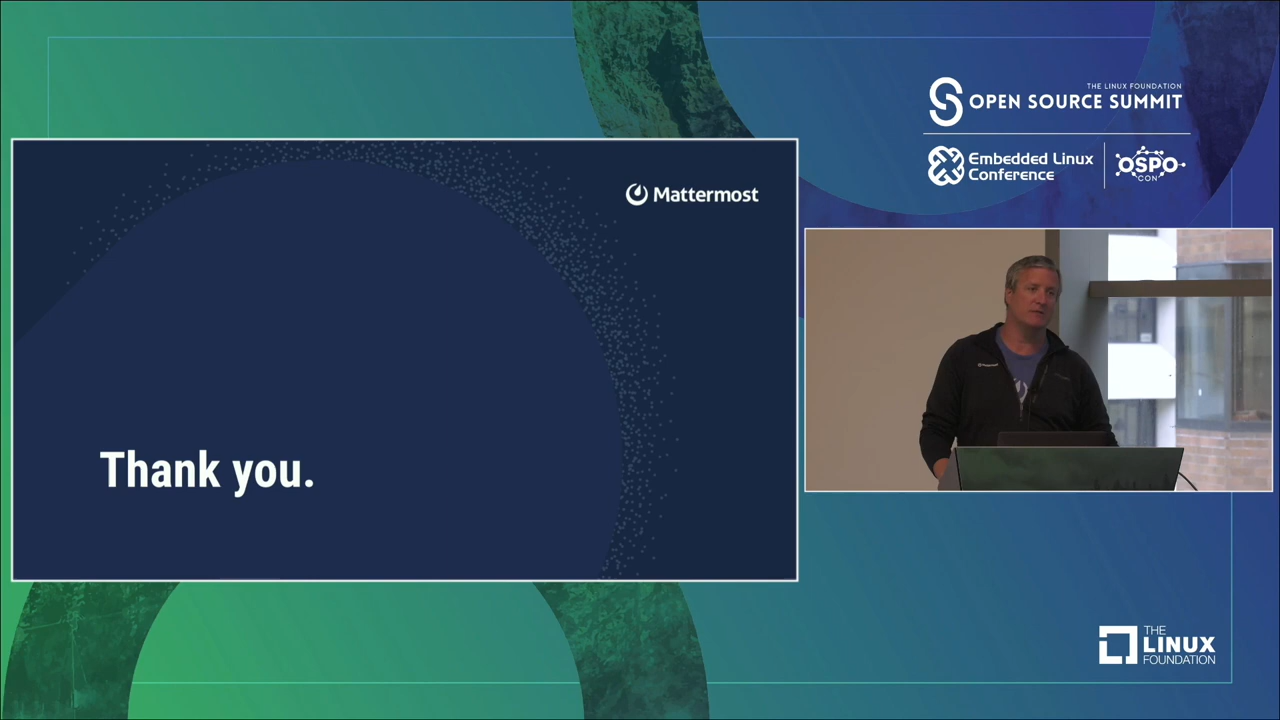 THE LINUX FOUNDATION
OPEN SOURCE SUMMIT
Embedded Linux
Conference
OSPO
CON
Mattermost
Thank you.
THE
LINUX
FOUNDATION